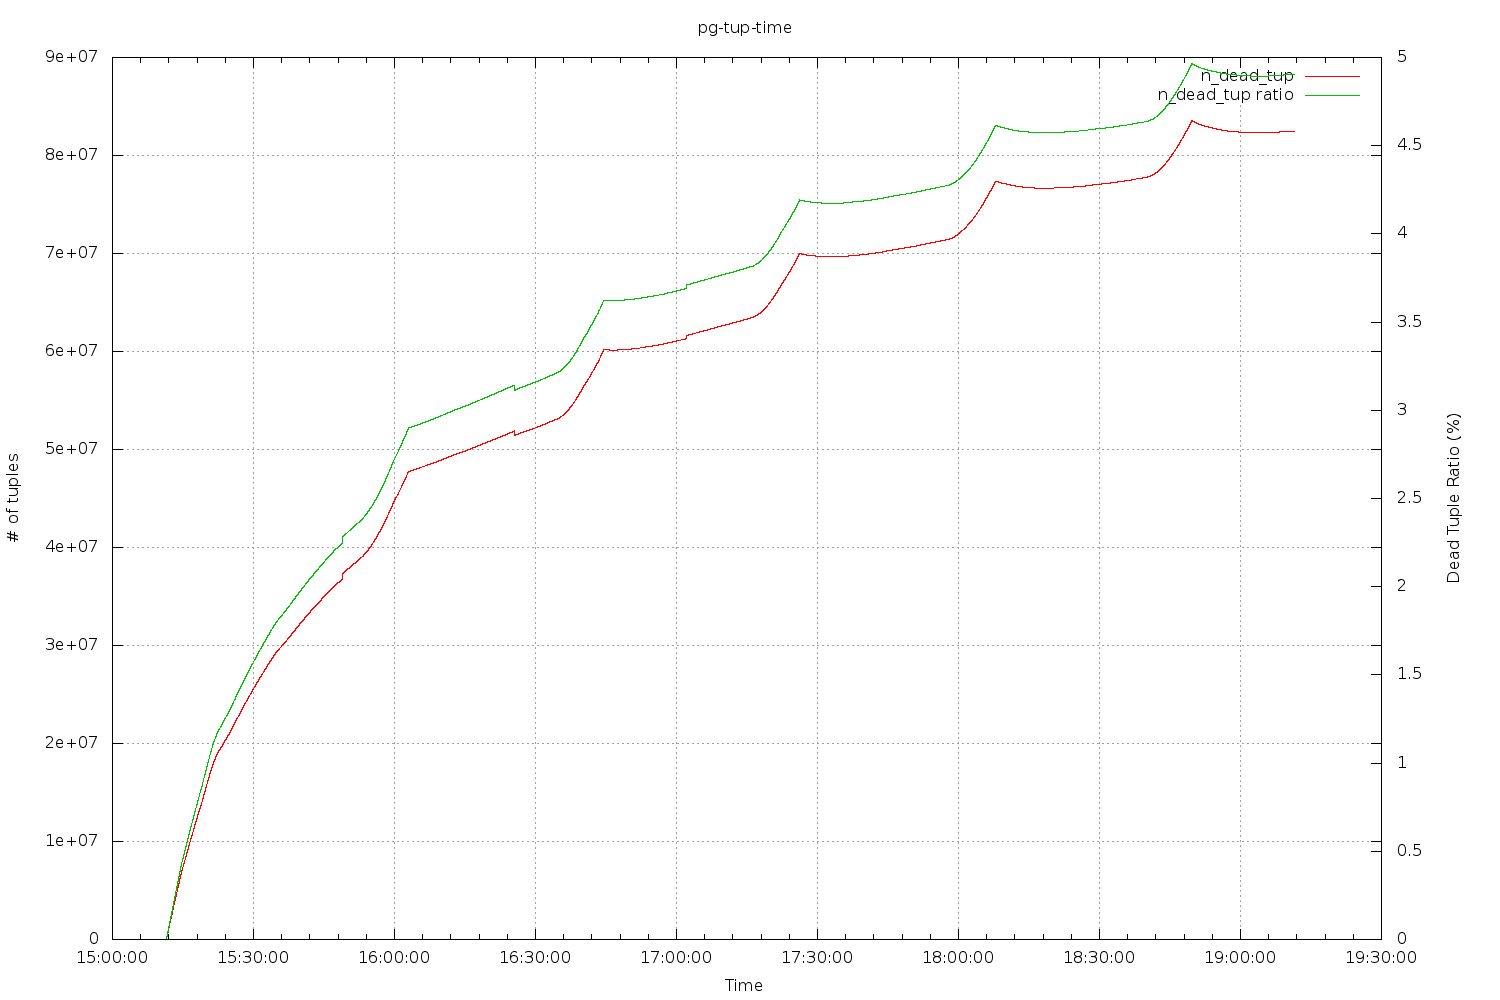 pg-tup-time
9e+07
8e+07
7e+07
6e+07
5e+07
4e+07
3e+07
2e+07
1e+07
0
# of tuples
n_dead_tup
n_dead_tup ratio
5
4.5
4
3.5
3
2.5
2
1.5
1
0.5
0
Dead Tuple Ratio (%)
15:00:00 15:30:00 16:00:00 16:30:00 17:00:00 17:30:00 18:00:00 18:30:00 19:00:00 19:30:00
Time